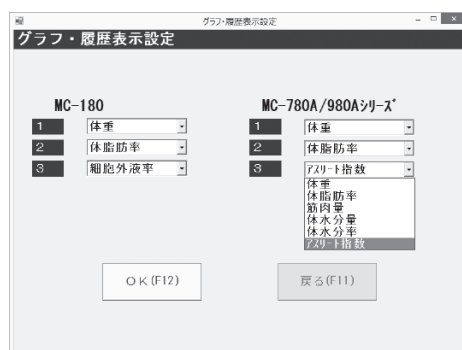 グラフ・履歴表示設定
グラフ・履歴表示設定
MC-180
1 体重
2 体脂肪率
3 細胞外液率
MC-780A/980Aｼﾘｰｽﾞ
1 体重
2 体脂肪率
3 ｱｽﾘｰﾄ指数
体重
体脂肪率
筋肉量
体水分量
体水分率
ｱｽﾘｰﾄ指数
OK(F12)
戻る(F11)